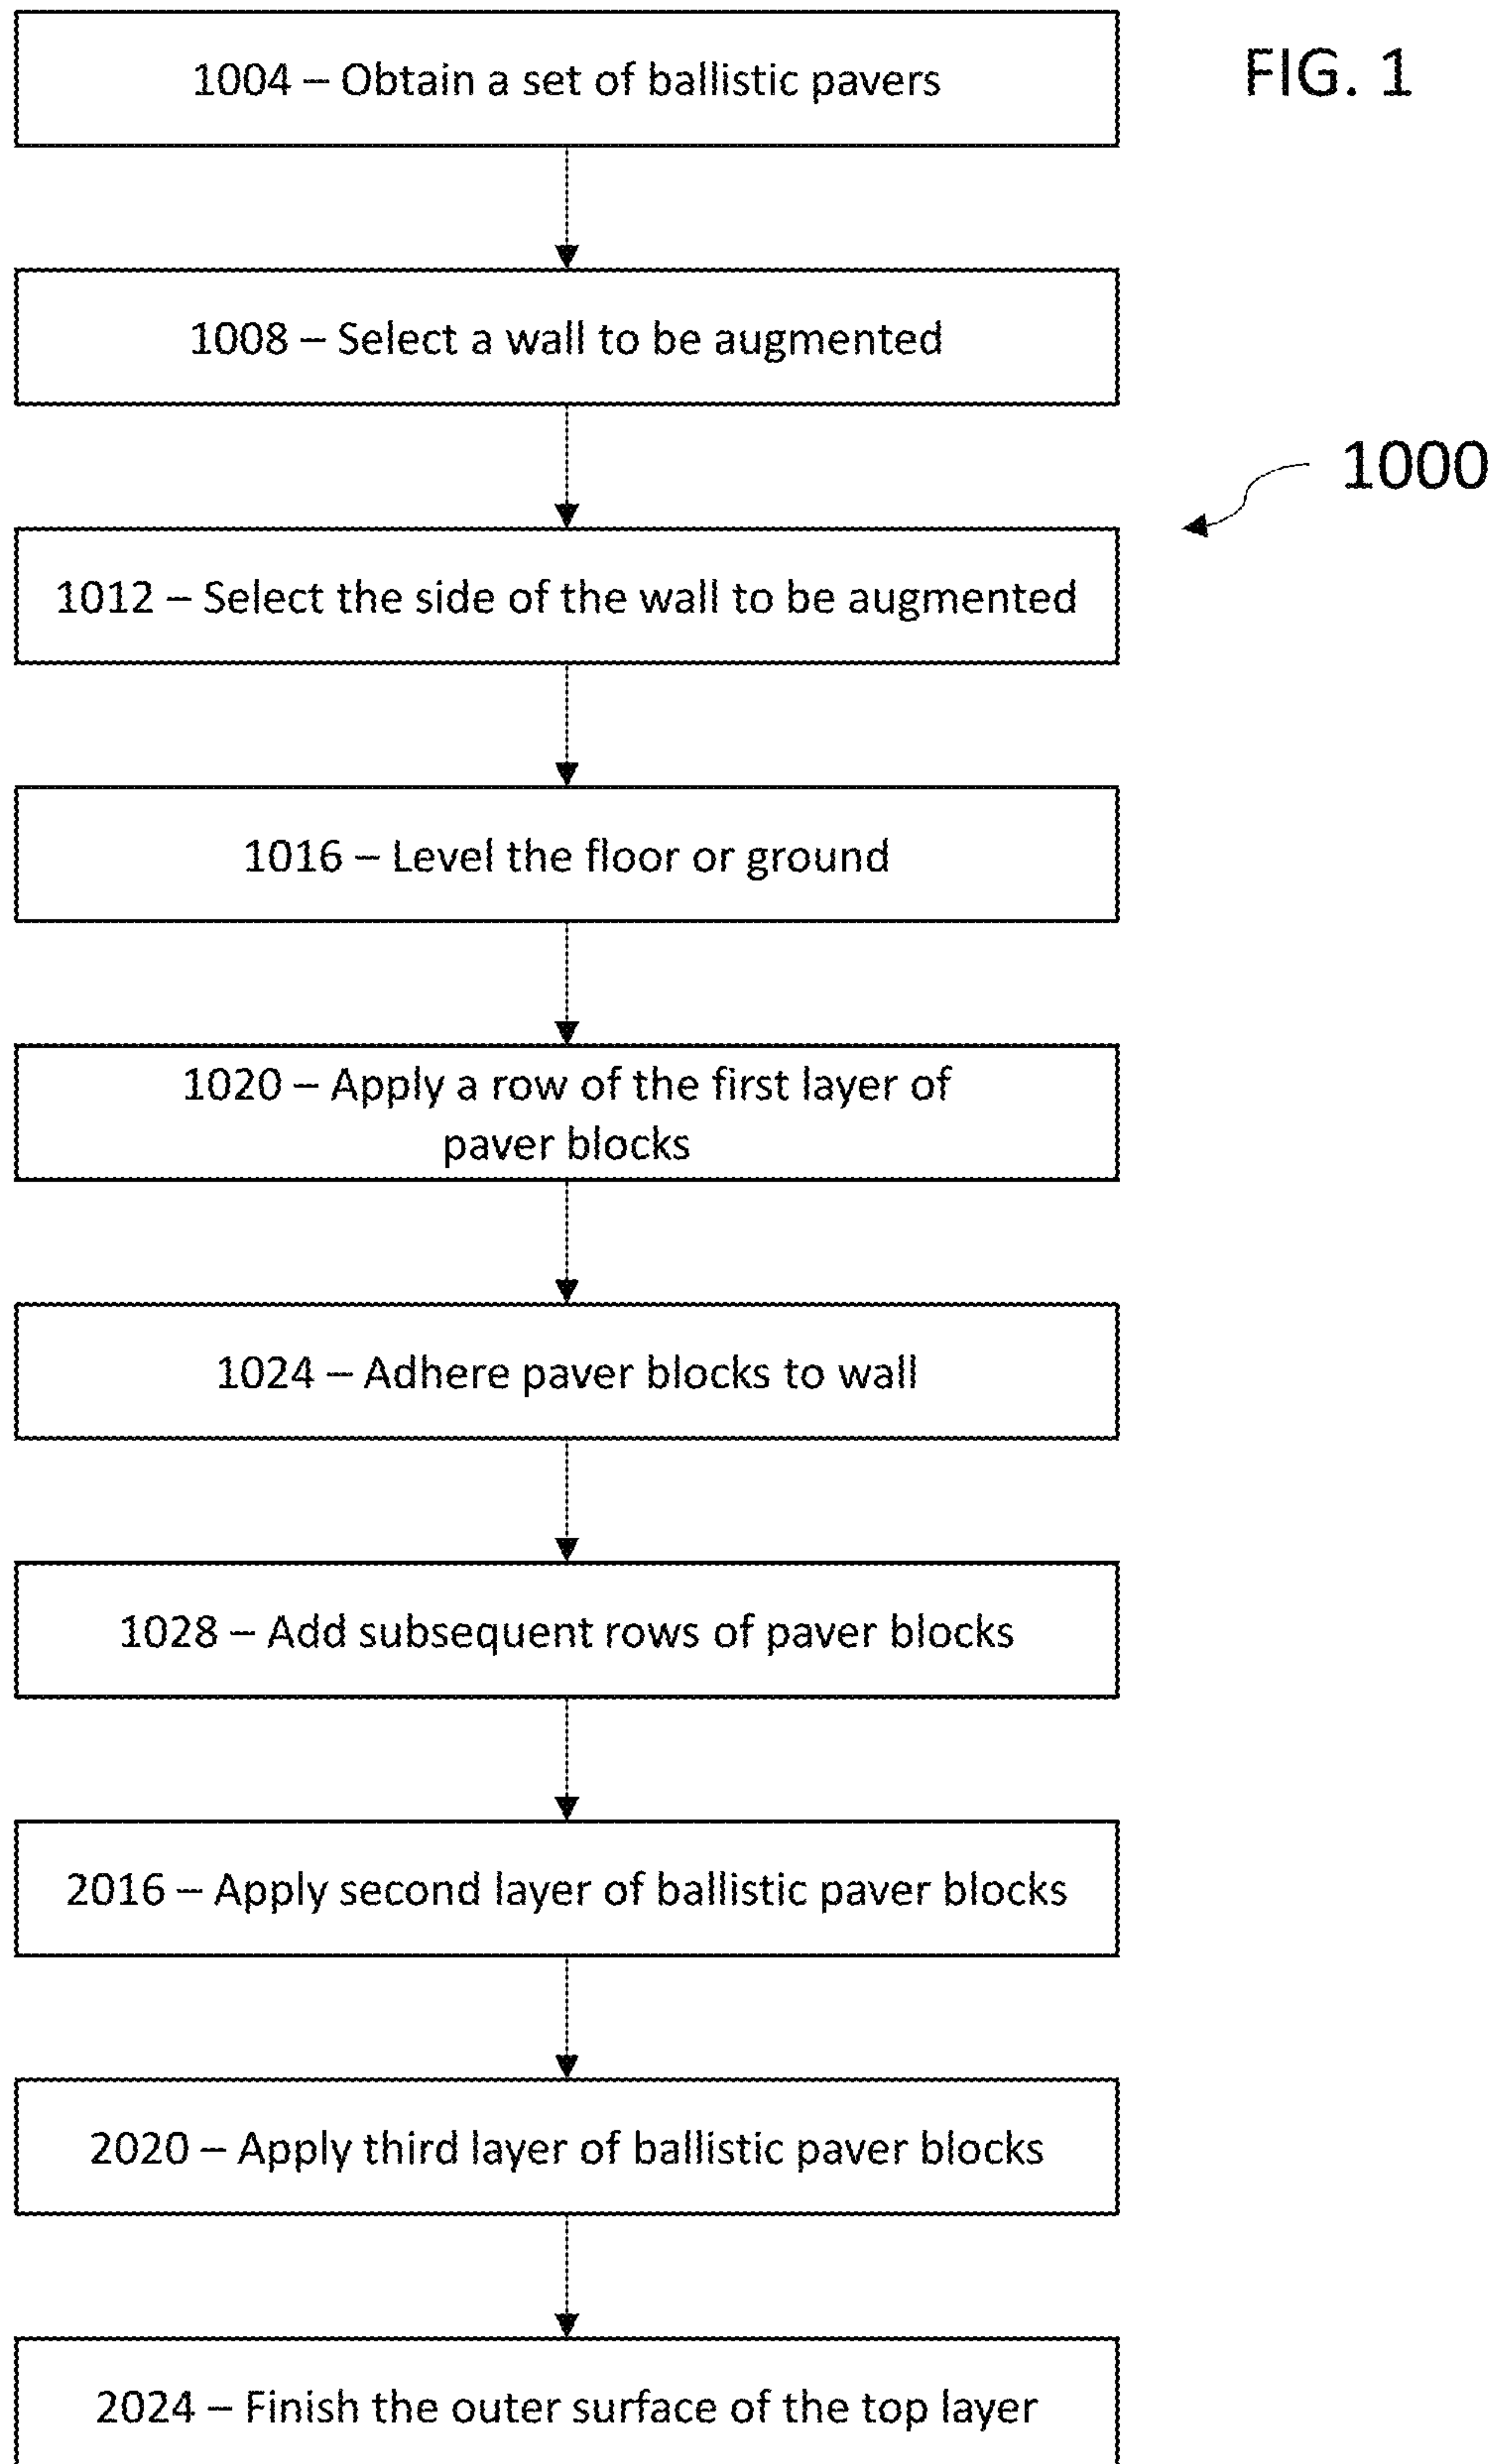 1004 – Obtain a set of ballistic pavers
FIG. 1
1008 – Select a wall to be augmented
1000
1012 – Select the side of the wall to be augmented
1016 – Level the floor or ground
1020 – Apply a row of the first layer of
paver blocks
1024 – Adhere paver blocks to wall
1028 – Add subsequent rows of paver blocks
2016 – Apply second layer of ballistic paver blocks
2020 – Apply third layer of ballistic paver blocks
2024 – Finish the outer surface of the top layer